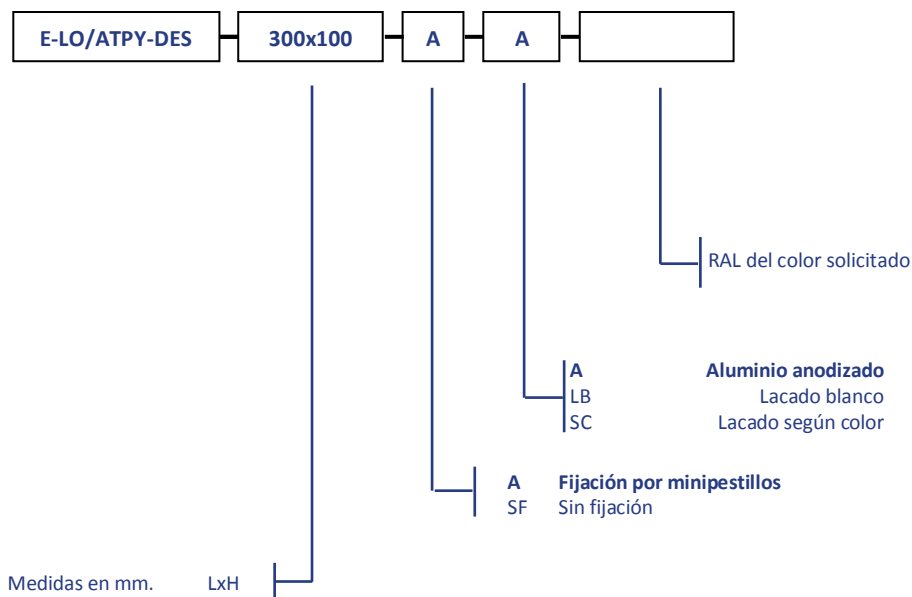 E-LO/ATPY-DES 300x100 A A
RAL del color solicitado
A Aluminio anodizado
LB Lacado blanco
SC Lacado según color
A Fijación por minipestillos
SF Sin fijación
Medidas en mm. LxH